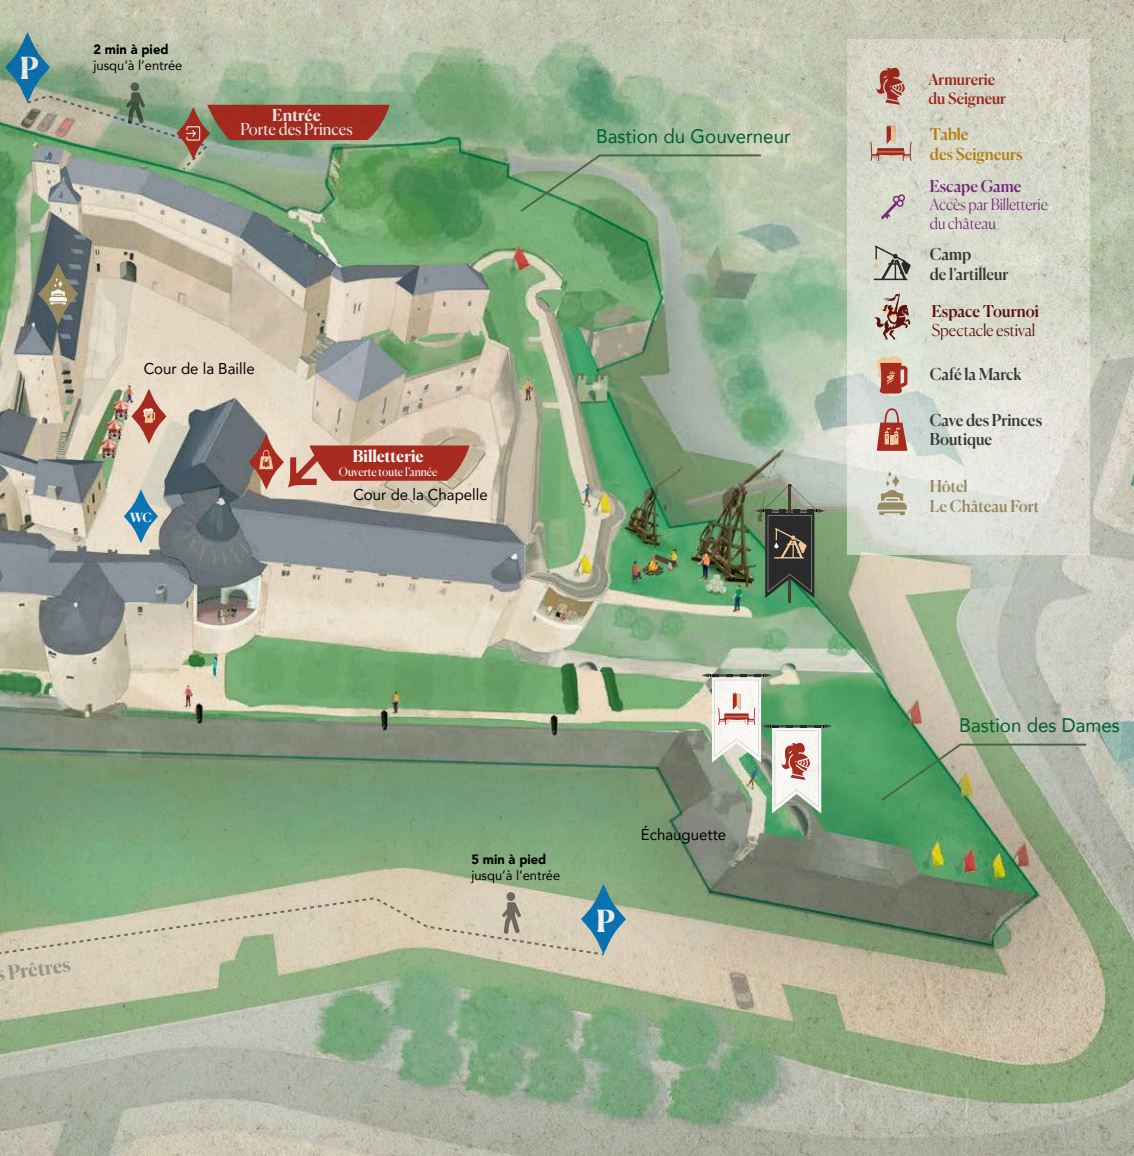 P
2 min à pied
jusqu'à l'entrée
Entrée
Porte des Princes
Bastion du Gouverneur
Armurerie
du Seigneur
Table
des Seigneurs
Escape Game
Accès par Billetterie
du château
Camp
de l'artilleur
Espace Tournoi
Spectacle estival
Café la Marck
Cave des Princes
Boutique
Hôtel
Le Château Fort
Cour de la Baille
Billetterie
Ouverte toute l'année
Cour de la Chapelle
WC
Bastion des Dames
Échauguette
5 min à pied
jusqu'à l'entrée
P
s Prêtres